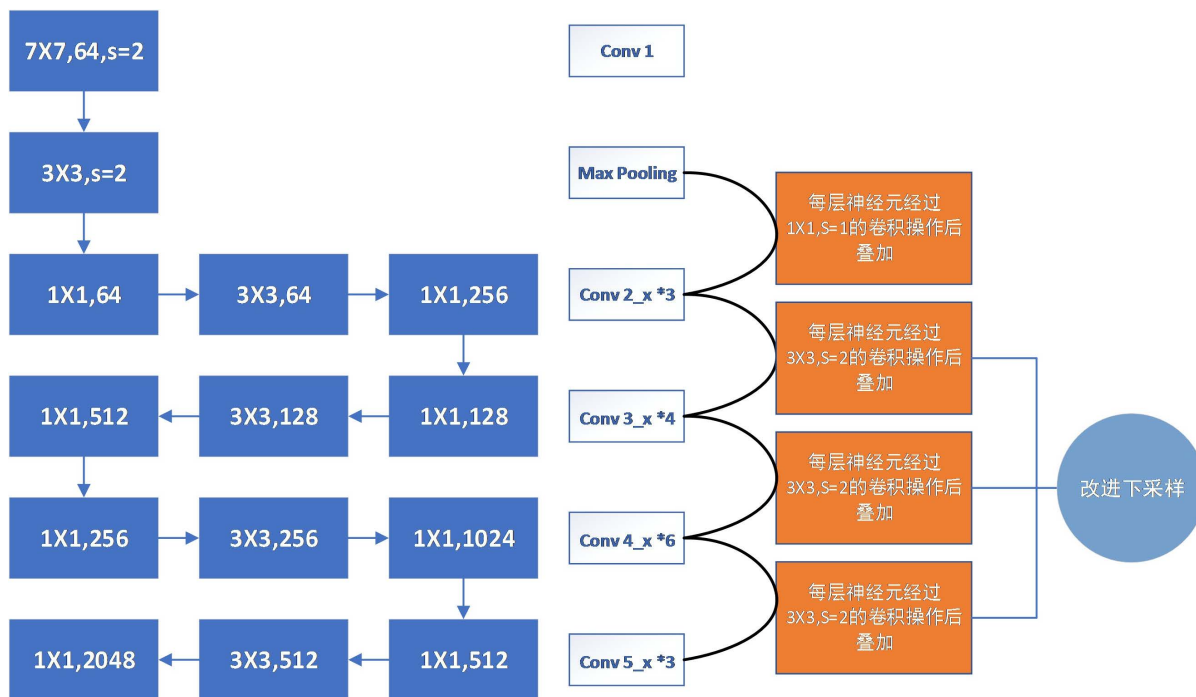 7X7,64,s=2
Conv 1
3X3,s=2
Max Pooling
每层神经元经过
1X1,S=1的卷积操作后
叠加
1X1,64
3X3,64
1X1,256
Conv 2_x *3
每层神经元经过
3X3,S=2的卷积操作后
叠加
1X1,512
3X3,128
1X1,128
Conv 3_x *4
每层神经元经过
3X3,S=2的卷积操作后
叠加
改进下采样
1X1,256
3X3,256
1X1,1024
Conv 4_x *6
每层神经元经过
3X3,S=2的卷积操作后
叠加
1X1,2048
3X3,512
1X1,512
Conv 5_x *3